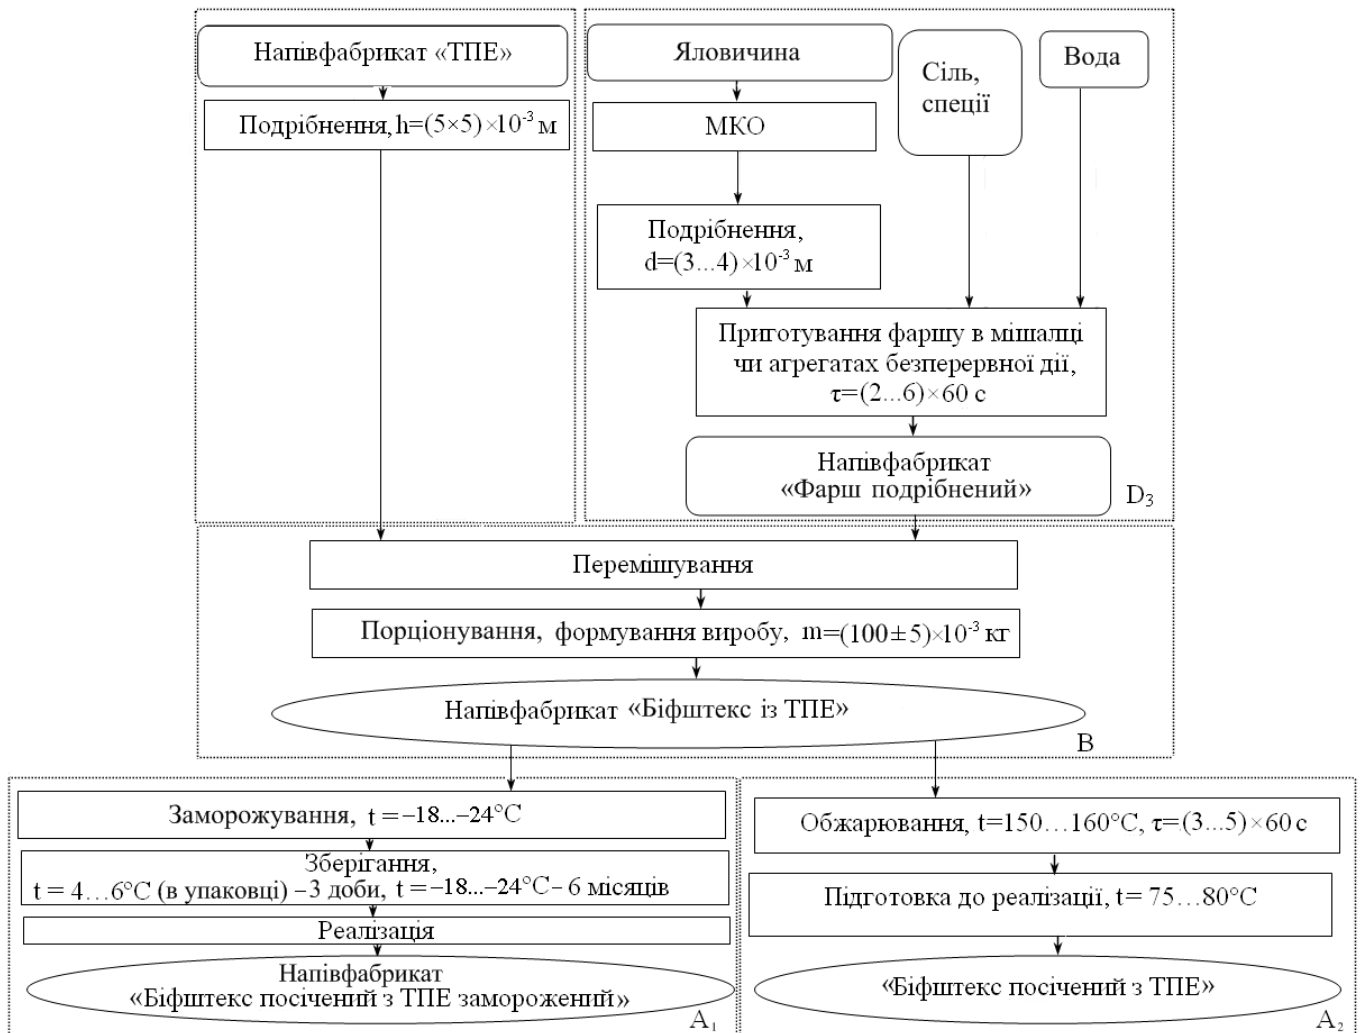 Напівфабрикат «ТПЕ»
Подрібнення, h=(5×5)×10⁻³ м
Яловичина
МКО
Подрібнення,
d=(3...4)×10⁻³ м
Сіль,
спеції
Вода
Приготування фаршу в мішалці
чи агрегатах безперервної дії,
τ=(2...6)×60 с
Напівфабрикат
«Фарш подрібнений»
D₃
Перемішування
Порціонування, формування виробу, m=(100±5)×10⁻³ кг
Напівфабрикат «Біфштекс із ТПЕ»
В
Заморожування, t = –18...–24°С
Зберігання,
t = 4…6°С (в упаковці) –3 доби, t = –18...–24°С– 6 місяців
Реалізація
Напівфабрикат
«Біфштекс посічений з ТПЕ заморожений»
А₁
Обжарювання, t=150…160°С, τ=(3...5)×60 с
Підготовка до реалізації, t= 75…80°С
«Біфштекс посічений з ТПЕ»
А₂